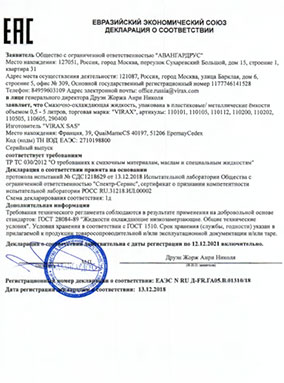 ЕВРАЗИЙСКИЙ ЭКОНОМИЧЕСКИЙ СОЮЗ
ДЕКЛАРАЦИЯ О СООТВЕТСТВИИ
EAC
Заявитель Общество с ограниченной ответственностью "АВАНГАРДРУС"
Место нахождения: 127051, Россия, город Москва, переулок Сухаревский Большой, дом 15, строение 1,
квартира 31
Адрес места осуществления деятельности: 121087, Россия, город Москва, улица Береговая, дом 6,
строение 5, офис № 309, Основной государственный регистрационный номер 1177746141528
Телефон: 84959603109 Адрес электронной почты: office.russia@virax.com
в лице генерального директора Друэн Жоржа Анри Николя
заявляет, что Смазочно-охлаждающая жидкость, упакована в пластиковые/ металлические ёмкости
объемом 0,5 - 5 литров, торговая марка: "VIRAX", артикулы: 110101, 110105, 110112, 110200, 110202,
110505, 110605, 290400
Изготовитель "VIRAX SAS"
Место нахождения: Франция, 39, QuaiMarneCS 40197, 51206 EpernayCedex
Код (коды) ТН ВЭД ЕАЭС: 2710198800
Серийный выпуск
соответствует требованиям
ТР ТС 030/2012 "О требованиях к смазочным материалам, маслам и специальным жидкостям"
Декларация о соответствии принята на основании
протокола испытаний № CDL1218629 от 13.12.2018 Испытательной лаборатории Общества с
ограниченной ответственностью "Спектр-Сервис", сертификат о признании компетентности
испытательной лаборатории РОСС RU.31218.ИЛ.00002
Схема декларирования соответствия: 1д
Дополнительная информация
Требования технического регламента соблюдаются в результате применения на добровольной основе
стандартов: ГОСТ 28084-89 "Жидкости охлаждающие низкозамерзающие. Общие технические
условия". Условия хранения в соответствии с ГОСТ 1510. Срок хранения (службы, годности) указан в
прилагаемой к продукции товаросопроводительной и/или эксплуатационной документации и/или таре.
Декларация о соответствии действительна с даты регистрации по 12.12.2021 включительно.
Друэн Жорж Анри Николя
Регистрационный номер декларации о соответствии: ЕАЭС N RU Д-FR.ГА05.В.01310/18
Дата регистрации декларации о соответствии: 13.12.2018